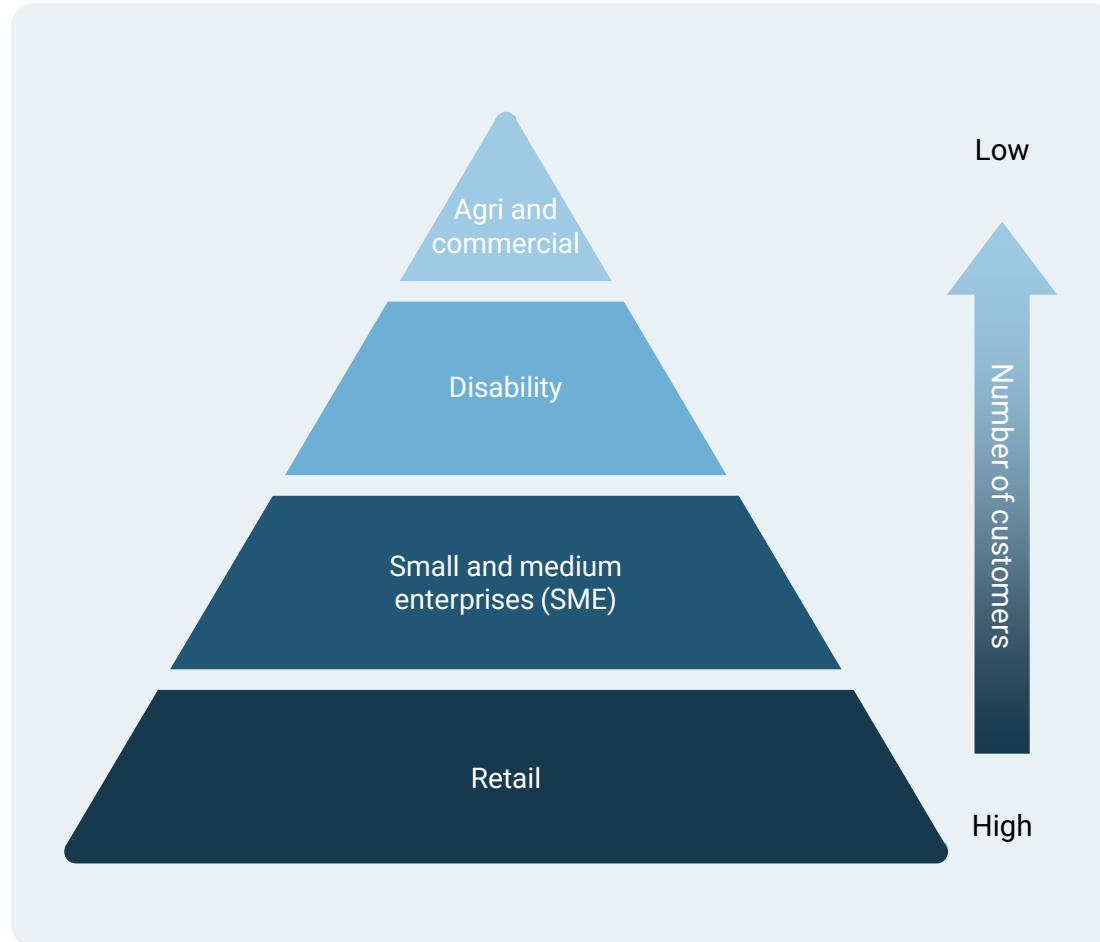 Low
Agri and
commercial
Disability
Number of customers
Small and medium
enterprises (SME)
Retail
High